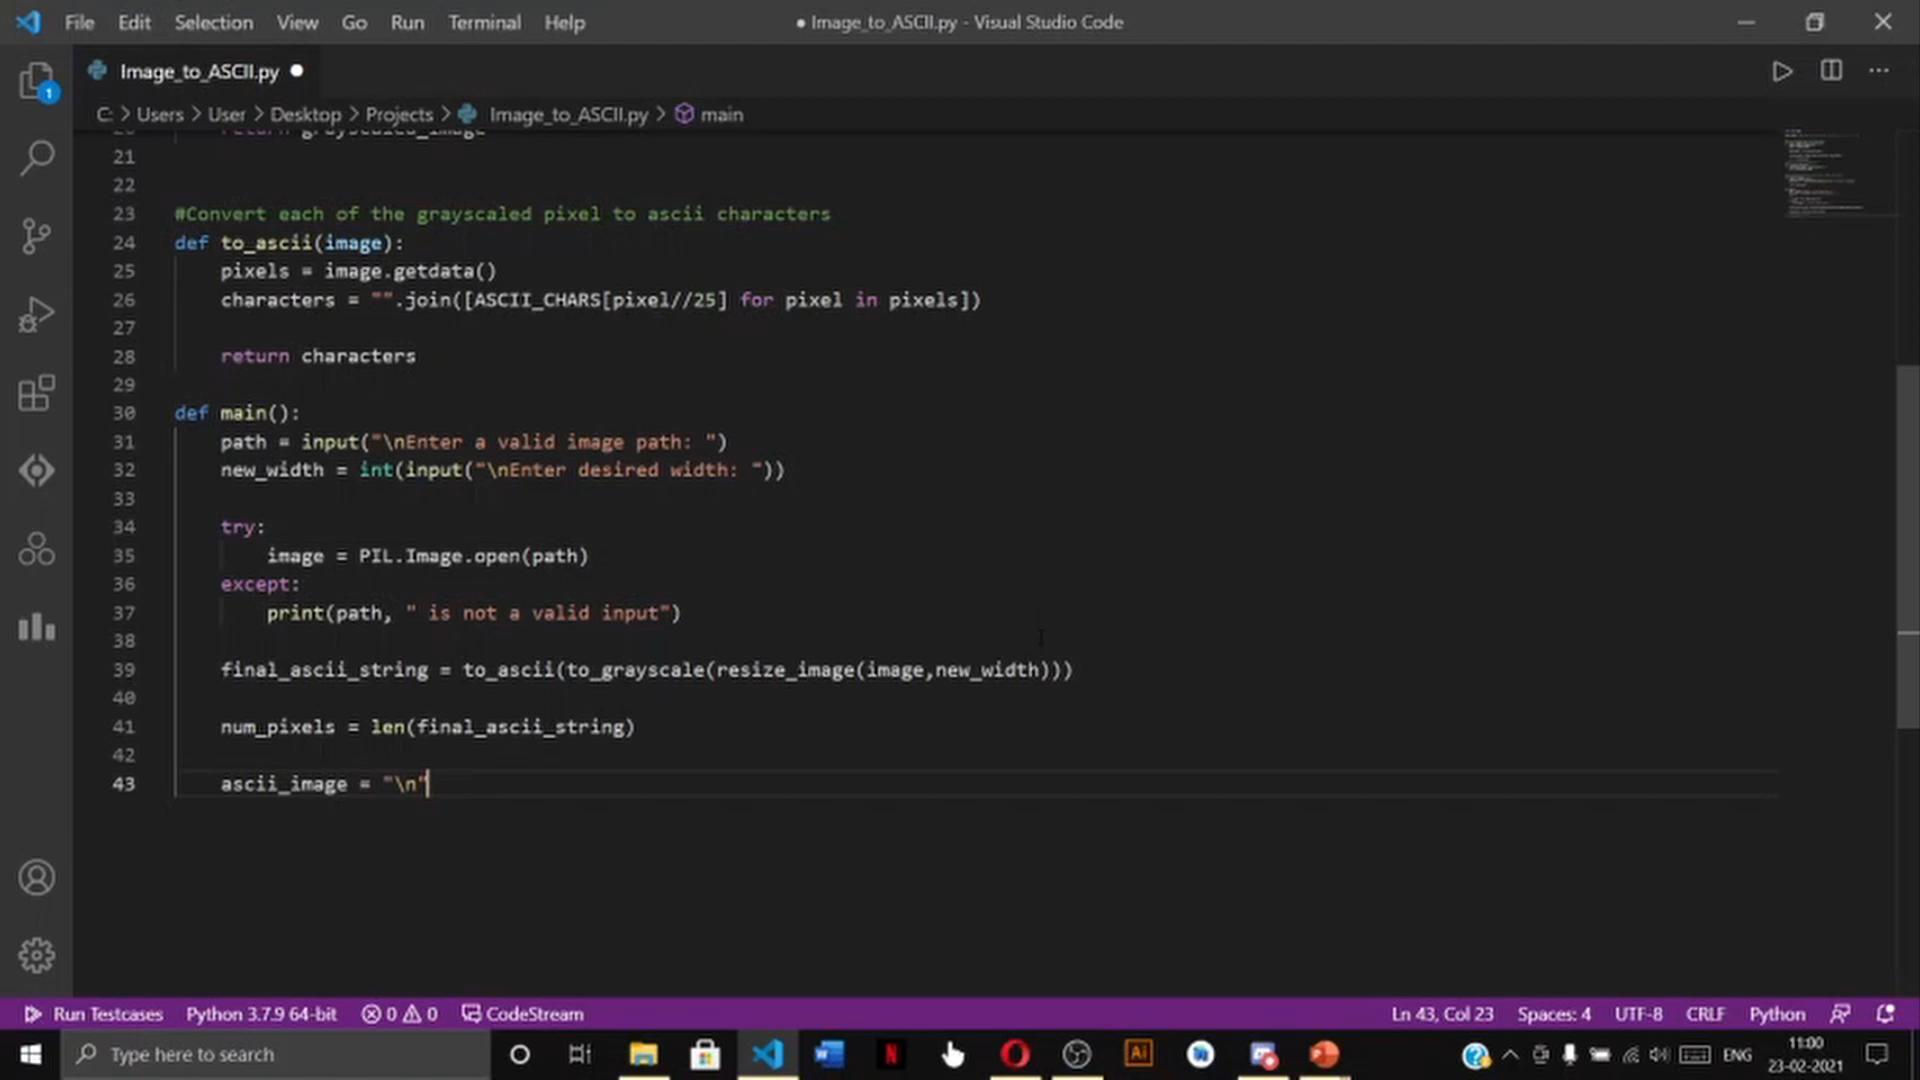 File Edit Selection View Go Run Terminal Help ● Image_to_ASCII.py - Visual Studio Code
Image_to_ASCII.py ●
1
C: > Users > User > Desktop > Projects > Image_to_ASCII.py > main
20 return grayscaled_image
21
22
23 #Convert each of the grayscaled pixel to ascii characters
24 def to_ascii(image):
25 pixels = image.getdata()
26 characters = "".join([ASCII_CHARS[pixel//25] for pixel in pixels])
27
28 return characters
29
30 def main():
31 path = input("\nEnter a valid image path: ")
32 new_width = int(input("\nEnter desired width: "))
33
34 try:
35 image = PIL.Image.open(path)
36 except:
37 print(path, " is not a valid input")
38
39 final_ascii_string = to_ascii(to_grayscale(resize_image(image,new_width)))
40
41 num_pixels = len(final_ascii_string)
42
43 ascii_image = "\n"
Run Testcases Python 3.7.9 64-bit 0 0 CodeStream Ln 43, Col 23 Spaces: 4 UTF-8 CRLF Python
Type here to search N Ai ENG 11:00
23-02-2021